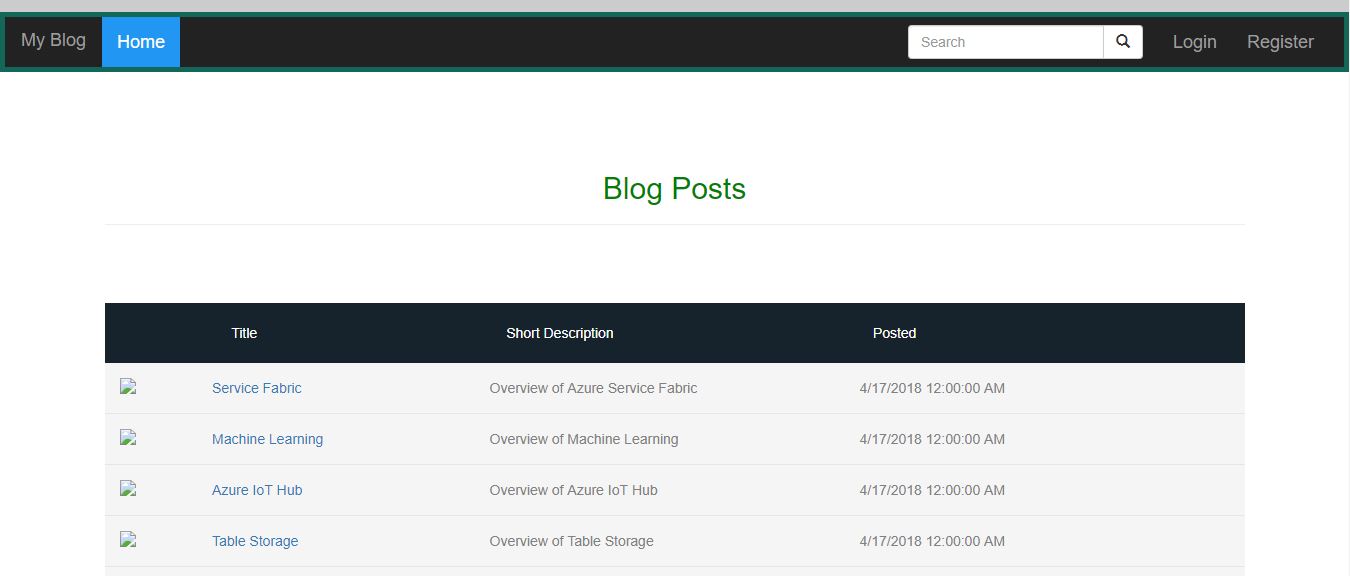 My Blog Home Search Login Register
Blog Posts
Title Short Description Posted
Service Fabric Overview of Azure Service Fabric 4/17/2018 12:00:00 AM
Machine Learning Overview of Machine Learning 4/17/2018 12:00:00 AM
Azure IoT Hub Overview of Azure IoT Hub 4/17/2018 12:00:00 AM
Table Storage Overview of Table Storage 4/17/2018 12:00:00 AM